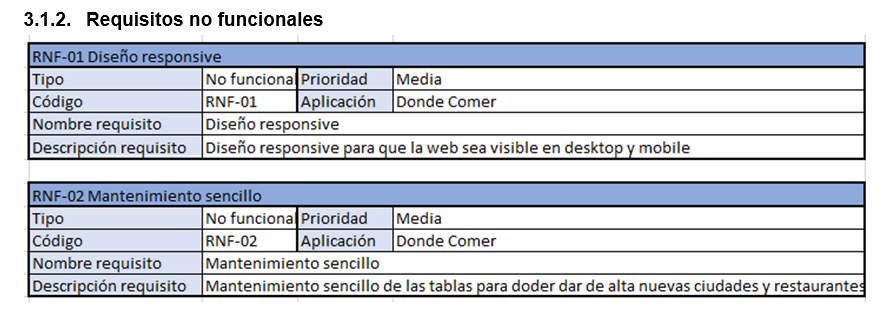 3.1.2. Requisitos no funcionales
RNF-01 Diseño responsive
Tipo No funcional Prioridad Media
Código RNF-01 Aplicación Donde Comer
Nombre requisito Diseño responsive
Descripción requisito Diseño responsive para que la web sea visible en desktop y mobile
RNF-02 Mantenimiento sencillo
Tipo No funcional Prioridad Media
Código RNF-02 Aplicación Donde Comer
Nombre requisito Mantenimiento sencillo
Descripción requisito Mantenimiento sencillo de las tablas para doder dar de alta nuevas ciudades y restaurantes